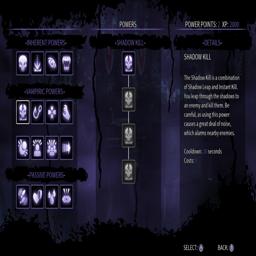 POWERS
POWER POINTS: XP: 2000
•INHERENT POWERS•
•SHADOW KILL•
•DETAILS•
SHADOW KILL
The Shadow Kill is a combination
of Shadow Leap and Instant Kill.
You leap through the shadows to
an enemy and kill them. Be
careful, as using this power
causes a great deal of noise,
which alarms nearby enemies.
Cooldown: seconds
Costs:
•VAMPIRIC POWERS•
•PASSIVE POWERS•
SELECT: A
BACK: B